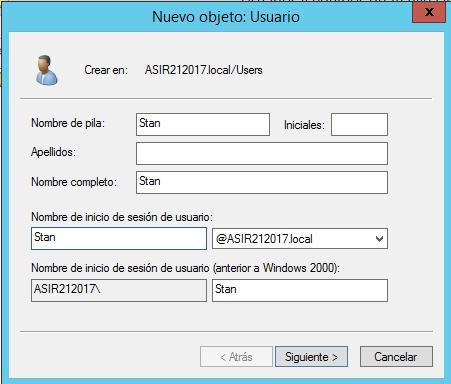 Nuevo objeto: Usuario
x
Crear en: ASIR212017.local/Users
Nombre de pila: Stan Iniciales:
Apellidos:
Nombre completo: Stan
Nombre de inicio de sesión de usuario:
Stan @ASIR212017.local
Nombre de inicio de sesión de usuario (anterior a Windows 2000):
ASIR212017\ Stan
< Atrás Siguiente > Cancelar